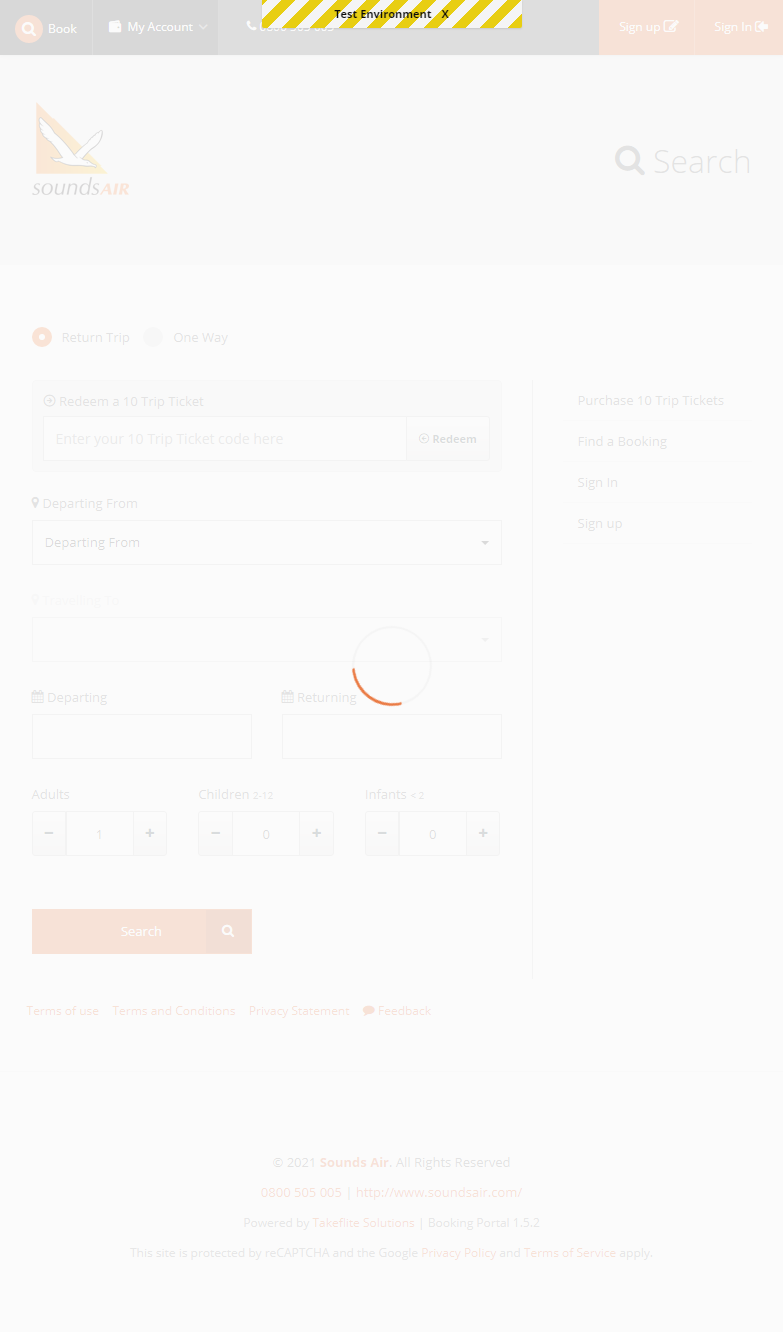 Test Environment X
Book
My Account
0800 505 005
Sign up
Sign In
soundsAIR
Search
Return Trip
One Way
Redeem a 10 Trip Ticket
Enter your 10 Trip Ticket code here
Redeem
Purchase 10 Trip Tickets
Find a Booking
Sign In
Sign up
Departing From
Departing From
Travelling To
Departing
Returning
Adults
Children 2-12
Infants < 2
− 1 +
− 0 +
− 0 +
Search
Terms of use Terms and Conditions Privacy Statement Feedback
© 2021 Sounds Air. All Rights Reserved
0800 505 005 | http://www.soundsair.com/
Powered by Takeflite Solutions | Booking Portal 1.5.2
This site is protected by reCAPTCHA and the Google Privacy Policy and Terms of Service apply.